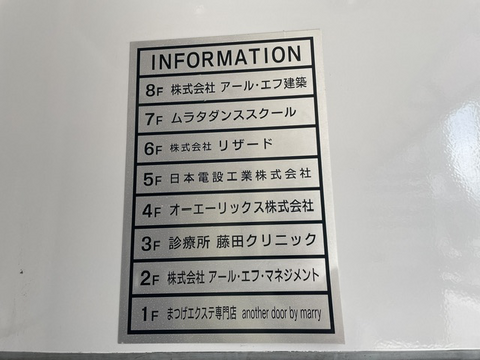 INFORMATION
8F 株式会社 アール・エフ建築
7F ムラタダンススクール
6F 株式会社 リザード
5F 日本電設工業株式会社
4F オーエーリックス株式会社
3F 診療所 藤田クリニック
2F 株式会社 アール・エフ・マネジメント
1F まつげエクステ専門店 another door by marry